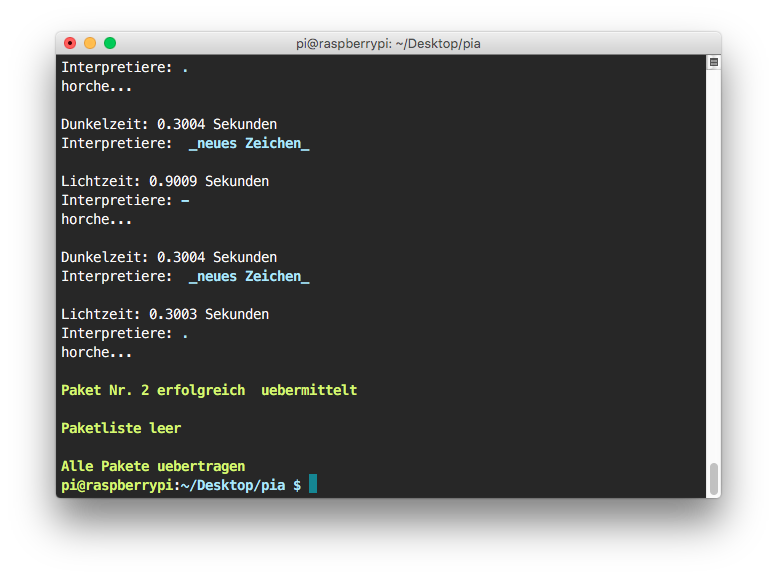 pi@raspberrypi: ~/Desktop/pia
Interpretiere: .
horche...
Dunkelzeit: 0.3004 Sekunden
Interpretiere:  _neues Zeichen_
Lichtzeit: 0.9009 Sekunden
Interpretiere: -
horche...
Dunkelzeit: 0.3004 Sekunden
Interpretiere:  _neues Zeichen_
Lichtzeit: 0.3003 Sekunden
Interpretiere: .
horche...
Paket Nr. 2 erfolgreich  uebermittelt
Paketliste leer
Alle Pakete uebertragen
pi@raspberrypi:~/Desktop/pia $